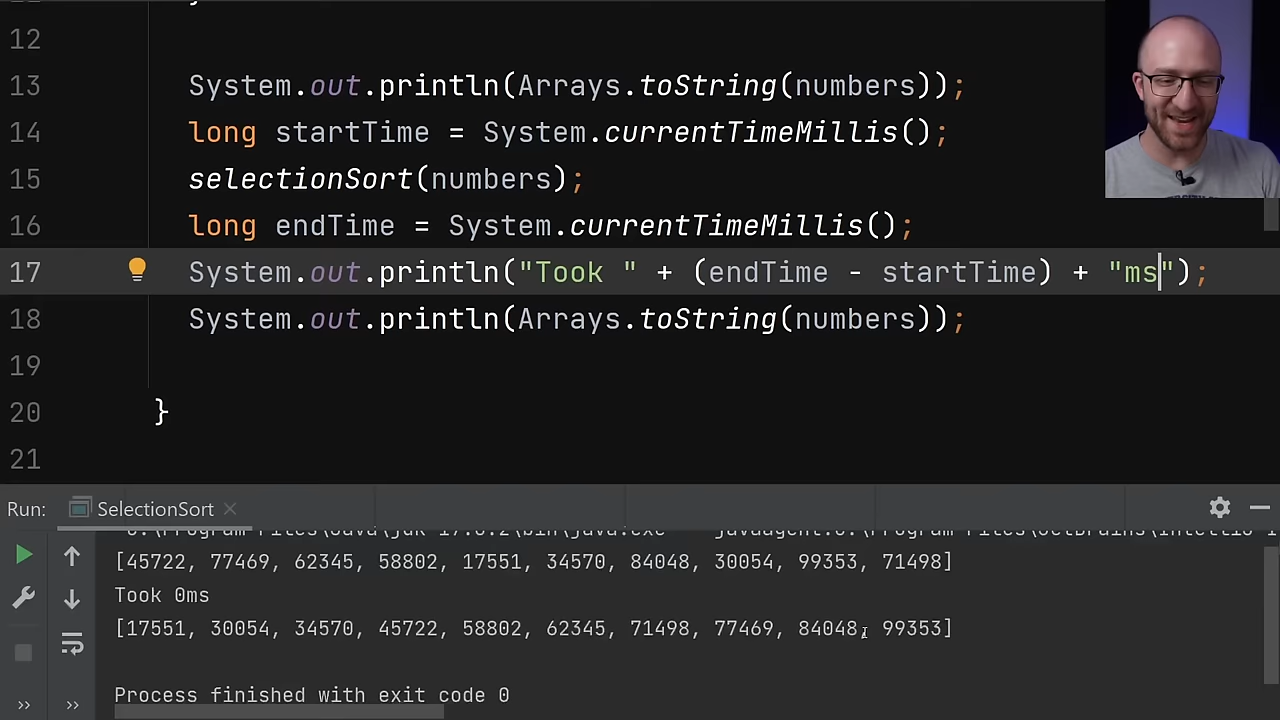 12
13 System.out.println(Arrays.toString(numbers));
14 long startTime = System.currentTimeMillis();
15 selectionSort(numbers);
16 long endTime = System.currentTimeMillis();
17 System.out.println("Took " + (endTime - startTime) + "ms");
18 System.out.println(Arrays.toString(numbers));
19
20 }
21
Run: SelectionSort
[45722, 77469, 62345, 58802, 17551, 34570, 84048, 30054, 99353, 71498]
Took 0ms
[17551, 30054, 34570, 45722, 58802, 62345, 71498, 77469, 84048, 99353]
Process finished with exit code 0